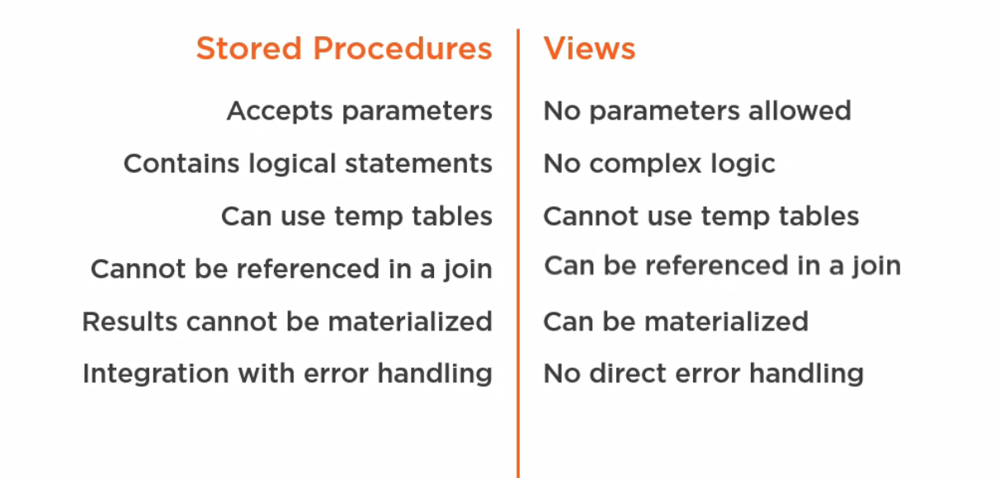 Stored Procedures
Views
Accepts parameters
No parameters allowed
Contains logical statements
No complex logic
Can use temp tables
Cannot use temp tables
Cannot be referenced in a join
Can be referenced in a join
Results cannot be materialized
Can be materialized
Integration with error handling
No direct error handling